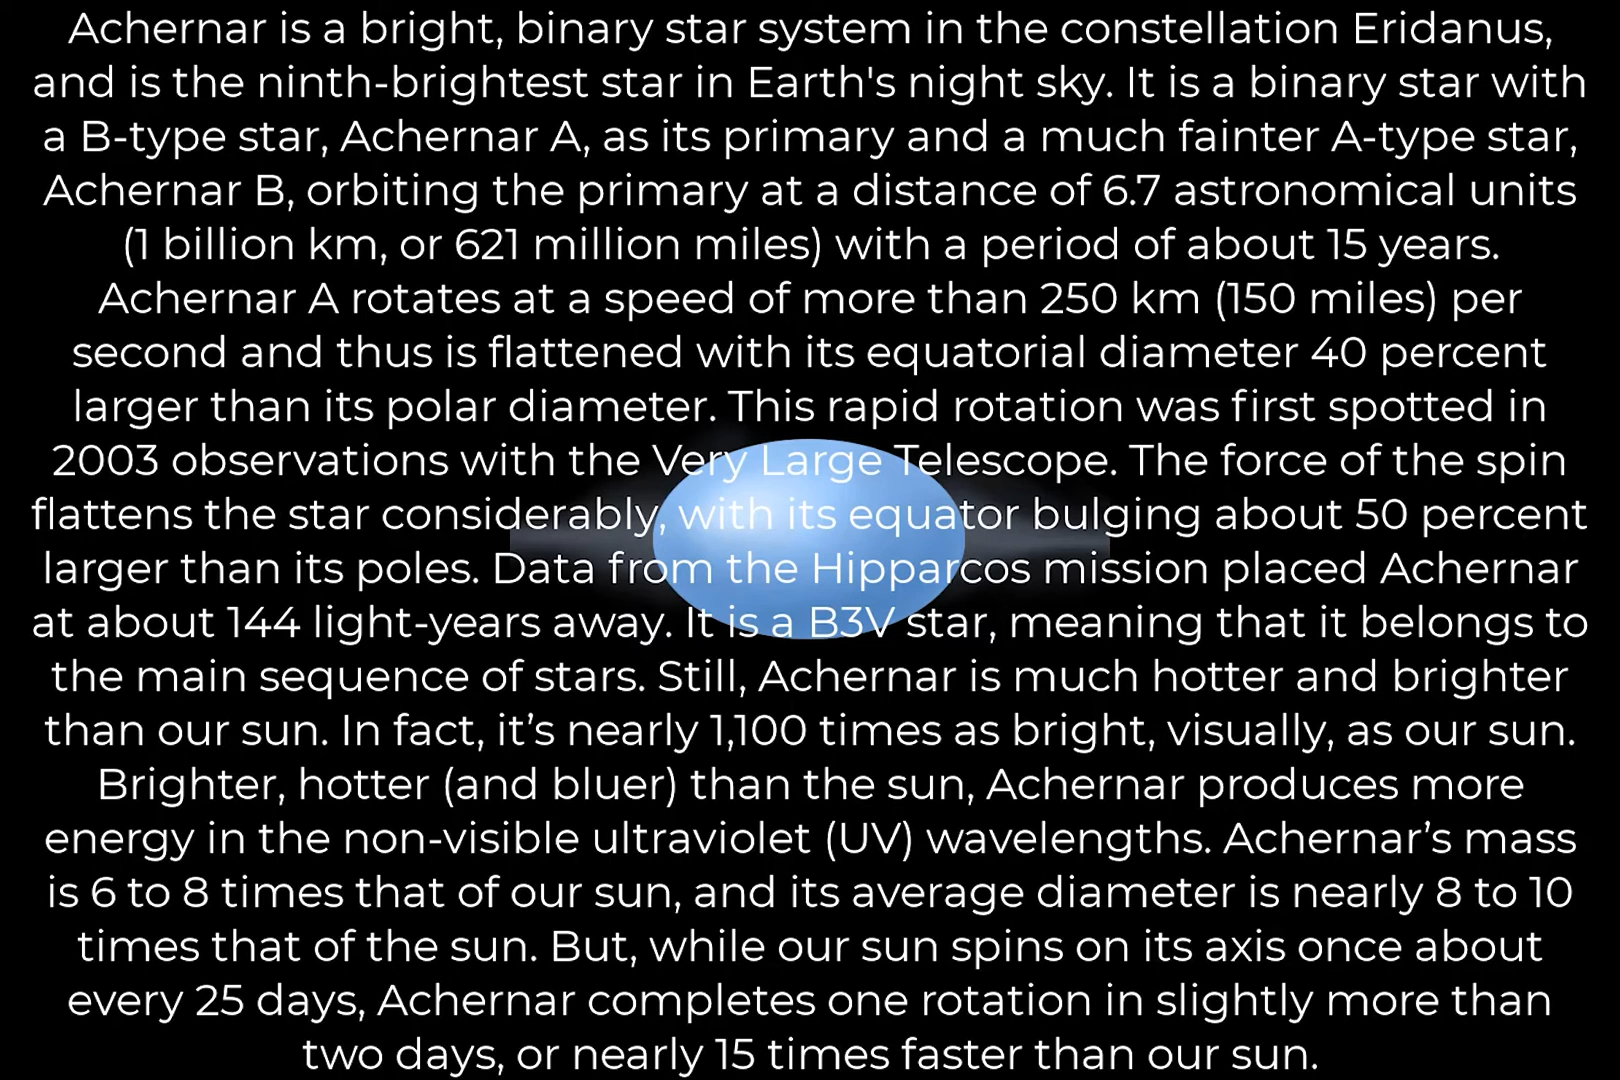 Achernar is a bright, binary star system in the constellation Eridanus,
and is the ninth-brightest star in Earth's night sky. It is a binary star with
a B-type star, Achernar A, as its primary and a much fainter A-type star,
Achernar B, orbiting the primary at a distance of 6.7 astronomical units
(1 billion km, or 621 million miles) with a period of about 15 years.
Achernar A rotates at a speed of more than 250 km (150 miles) per
second and thus is flattened with its equatorial diameter 40 percent
larger than its polar diameter. This rapid rotation was first spotted in
2003 observations with the Very Large Telescope. The force of the spin
flattens the star considerably, with its equator bulging about 50 percent
larger than its poles. Data from the Hipparcos mission placed Achernar
at about 144 light-years away. It is a B3V star, meaning that it belongs to
the main sequence of stars. Still, Achernar is much hotter and brighter
than our sun. In fact, it’s nearly 1,100 times as bright, visually, as our sun.
Brighter, hotter (and bluer) than the sun, Achernar produces more
energy in the non-visible ultraviolet (UV) wavelengths. Achernar’s mass
is 6 to 8 times that of our sun, and its average diameter is nearly 8 to 10
times that of the sun. But, while our sun spins on its axis once about
every 25 days, Achernar completes one rotation in slightly more than
two days, or nearly 15 times faster than our sun.